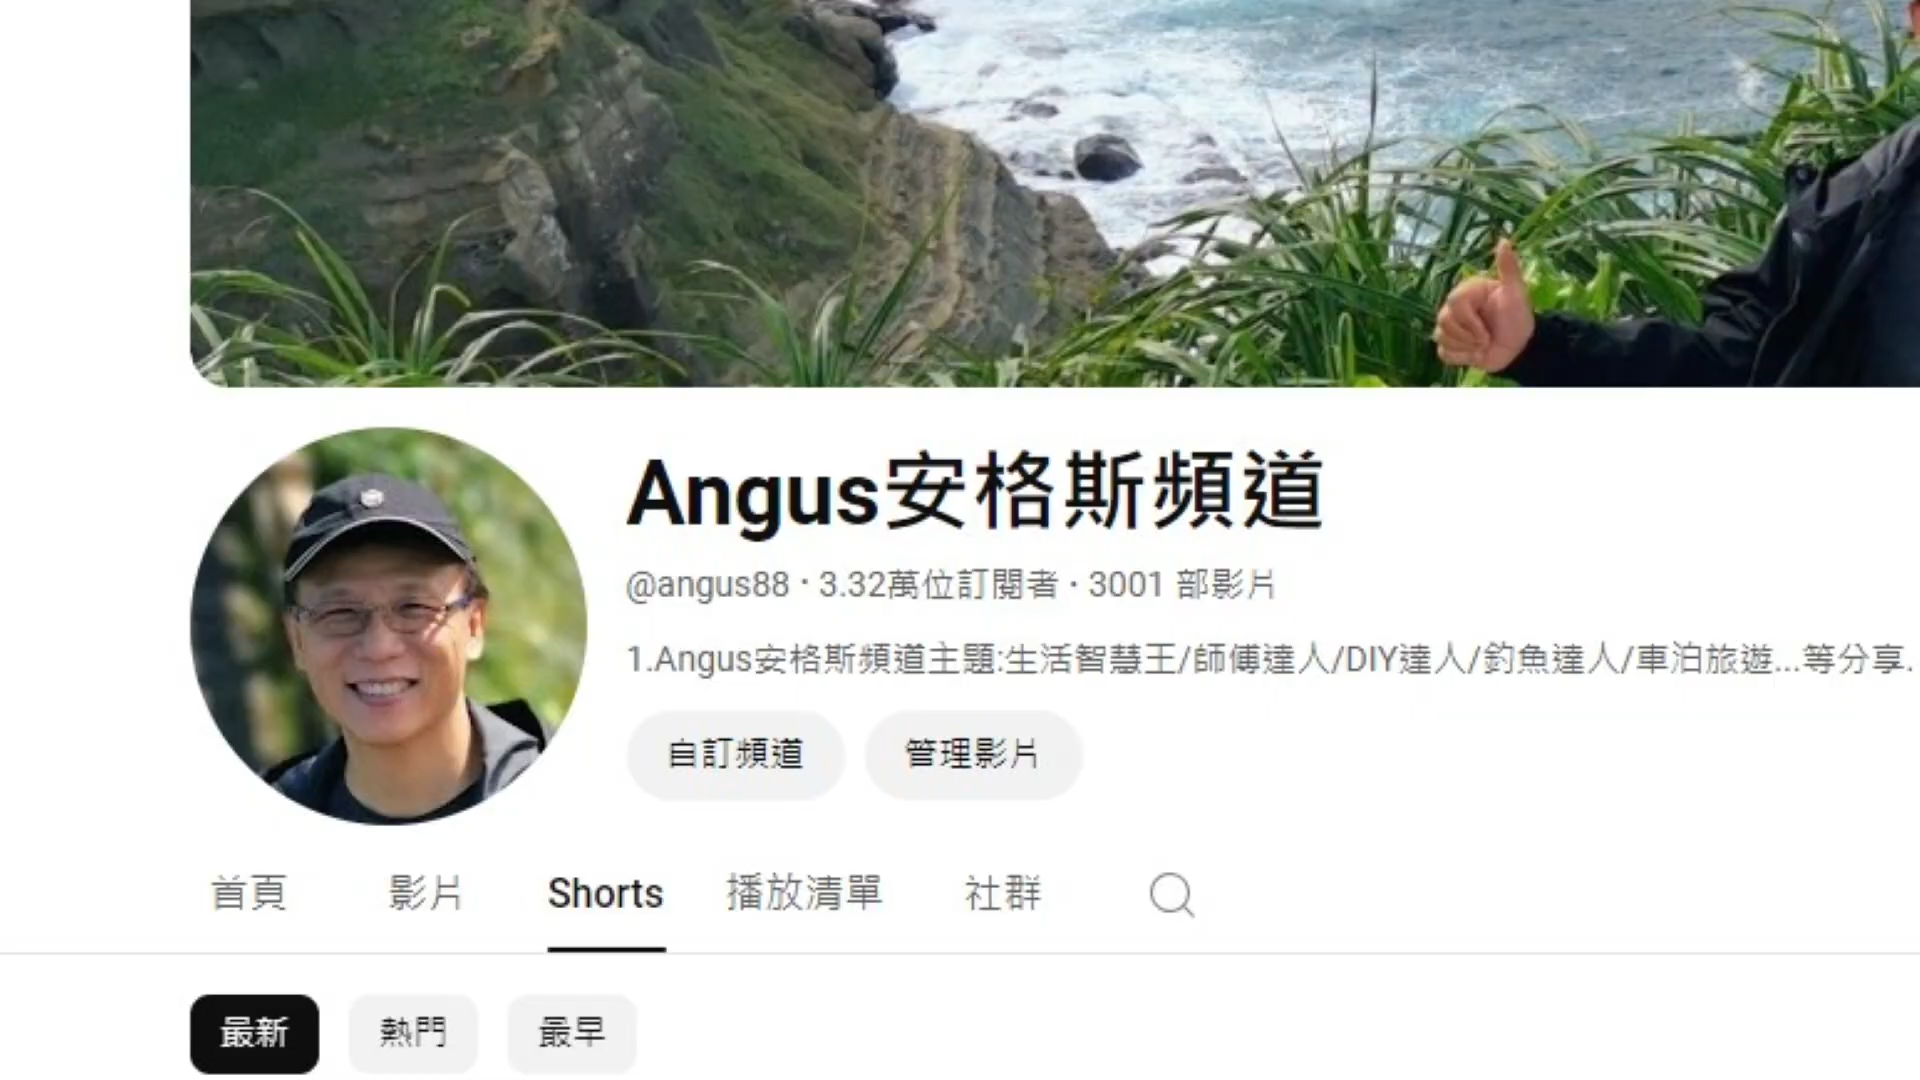 Angus安格斯頻道
@angus88 · 3.32萬位訂閱者 · 3001 部影片
1.Angus安格斯頻道主題:生活智慧王/師傅達人/DIY達人/釣魚達人/車泊旅遊...等分享.
自訂頻道 管理影片
首頁 影片 Shorts 播放清單 社群
最新 熱門 最早